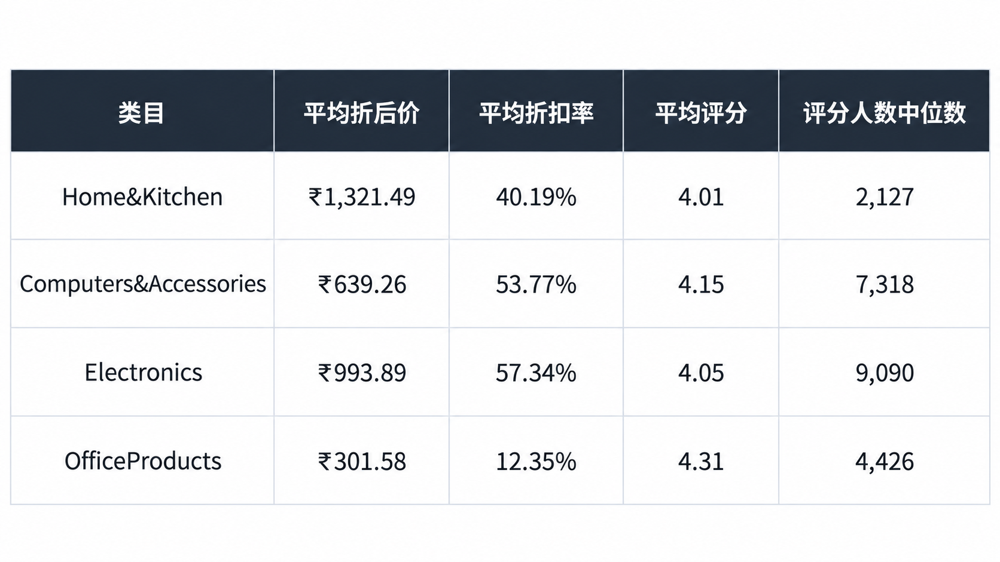 类目 平均折后价 平均折扣率 平均评分 评分人数中位数
Home&Kitchen ₹1,321.49 40.19% 4.01 2,127
Computers&Accessories ₹639.26 53.77% 4.15 7,318
Electronics ₹993.89 57.34% 4.05 9,090
OfficeProducts ₹301.58 12.35% 4.31 4,426